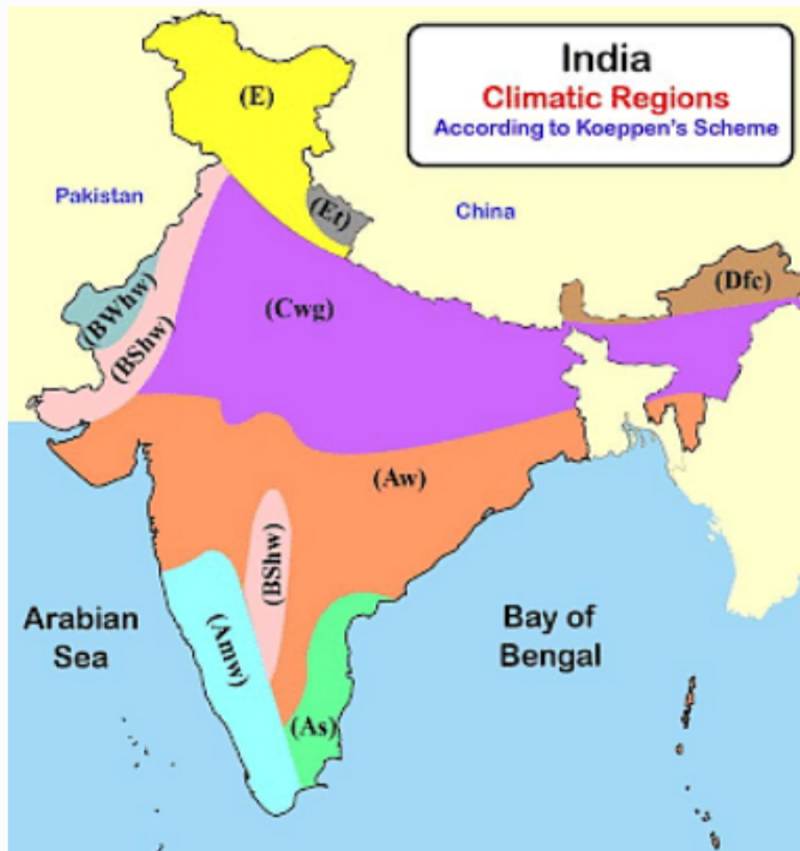 India
Climatic Regions
According to Koeppen's Scheme
(E)
Pakistan
(Et)
China
(Dfc)
(BWhw)
(Cwg)
(BShw)
(Aw)
(BShw)
Arabian
Sea
(Amw)
Bay of
Bengal
(As)